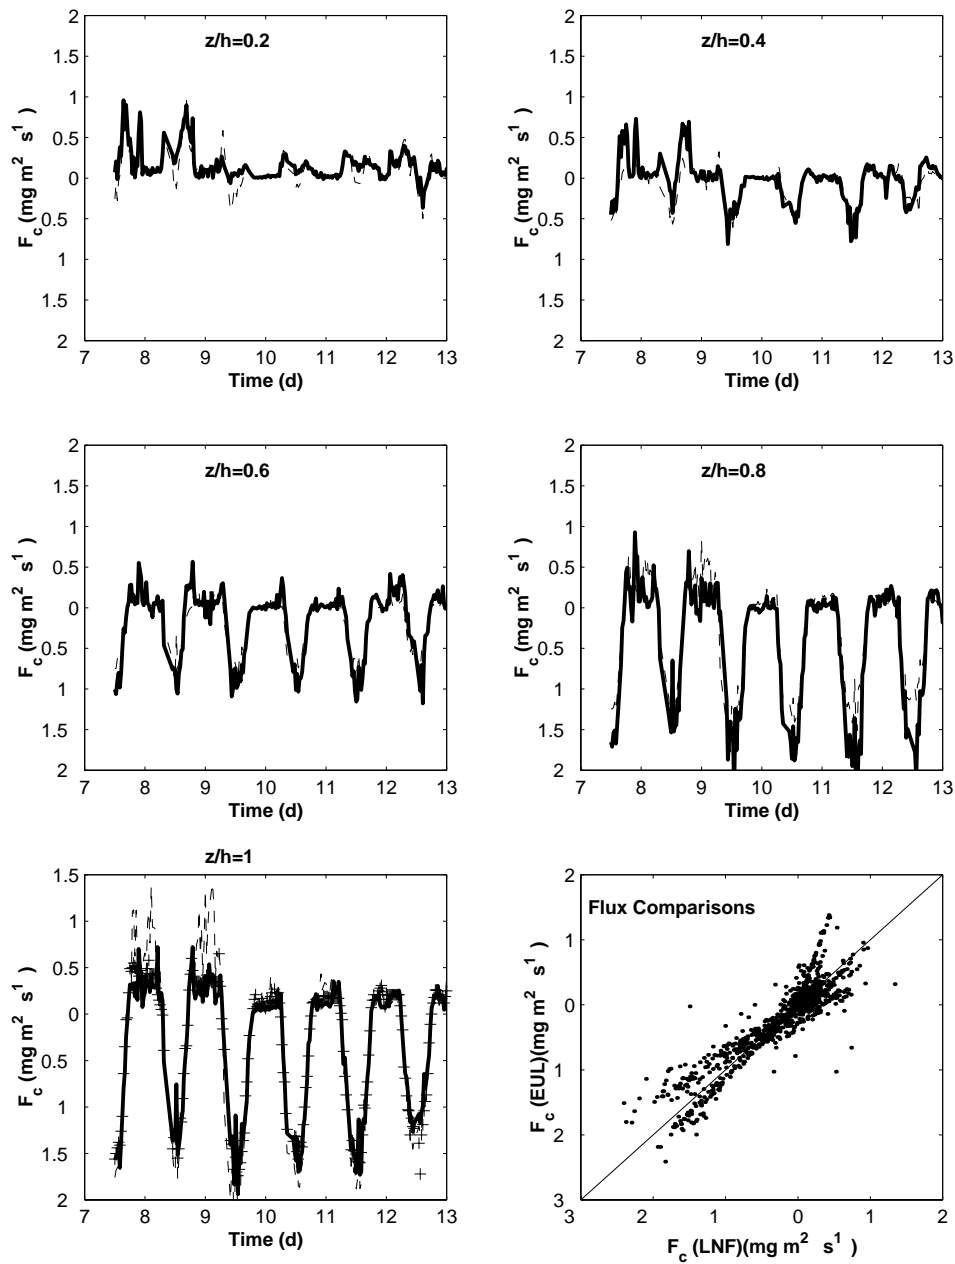 z/h=0.2
2
1.5
1
0.5
0
0.5
1
1.5
2
F_c (mg m² s¹ )
7 8 9 10 11 12 13
Time (d)
z/h=0.4
2
1.5
1
0.5
0
0.5
1
1.5
2
F_c (mg m² s¹ )
7 8 9 10 11 12 13
Time (d)
z/h=0.6
2
1.5
1
0.5
0
0.5
1
1.5
2
F_c (mg m² s¹ )
7 8 9 10 11 12 13
Time (d)
z/h=0.8
2
1.5
1
0.5
0
0.5
1
1.5
2
F_c (mg m² s¹ )
7 8 9 10 11 12 13
Time (d)
z/h=1
1.5
1
0.5
0
0.5
1
1.5
2
F_c (mg m² s¹ )
7 8 9 10 11 12 13
Time (d)
Flux Comparisons
2
1
0
1
2
3
F_c (EUL)(mg m² s¹ )
3 2 1 0 1 2
F_c (LNF)(mg m² s¹ )